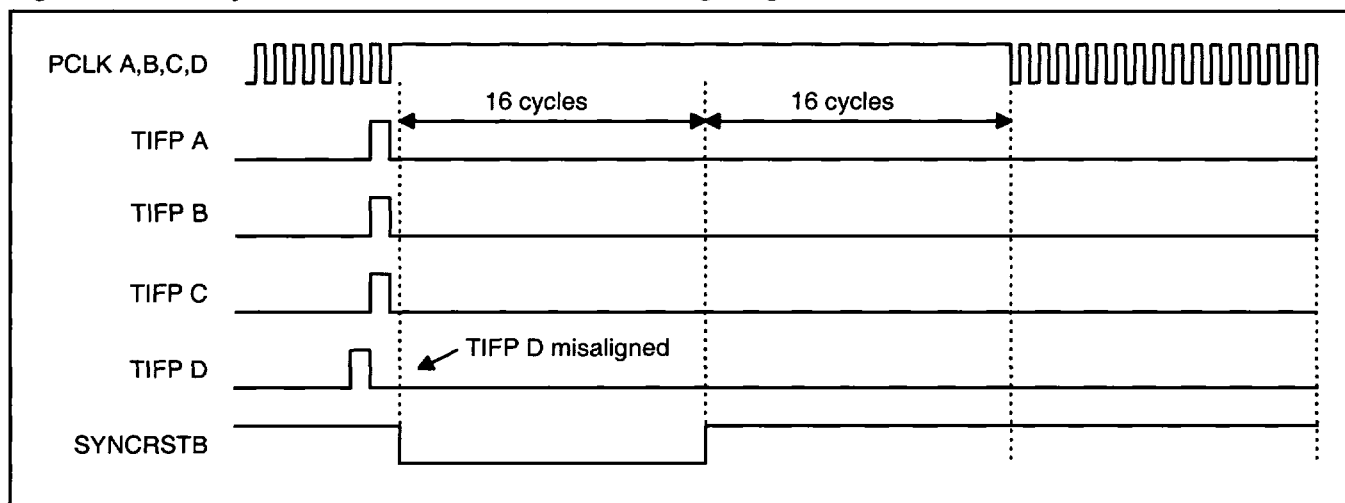 PCLK A,B,C,D
16 cycles
16 cycles
TIFP A
TIFP B
TIFP C
TIFP D misaligned
TIFP D
SYNCRSTB